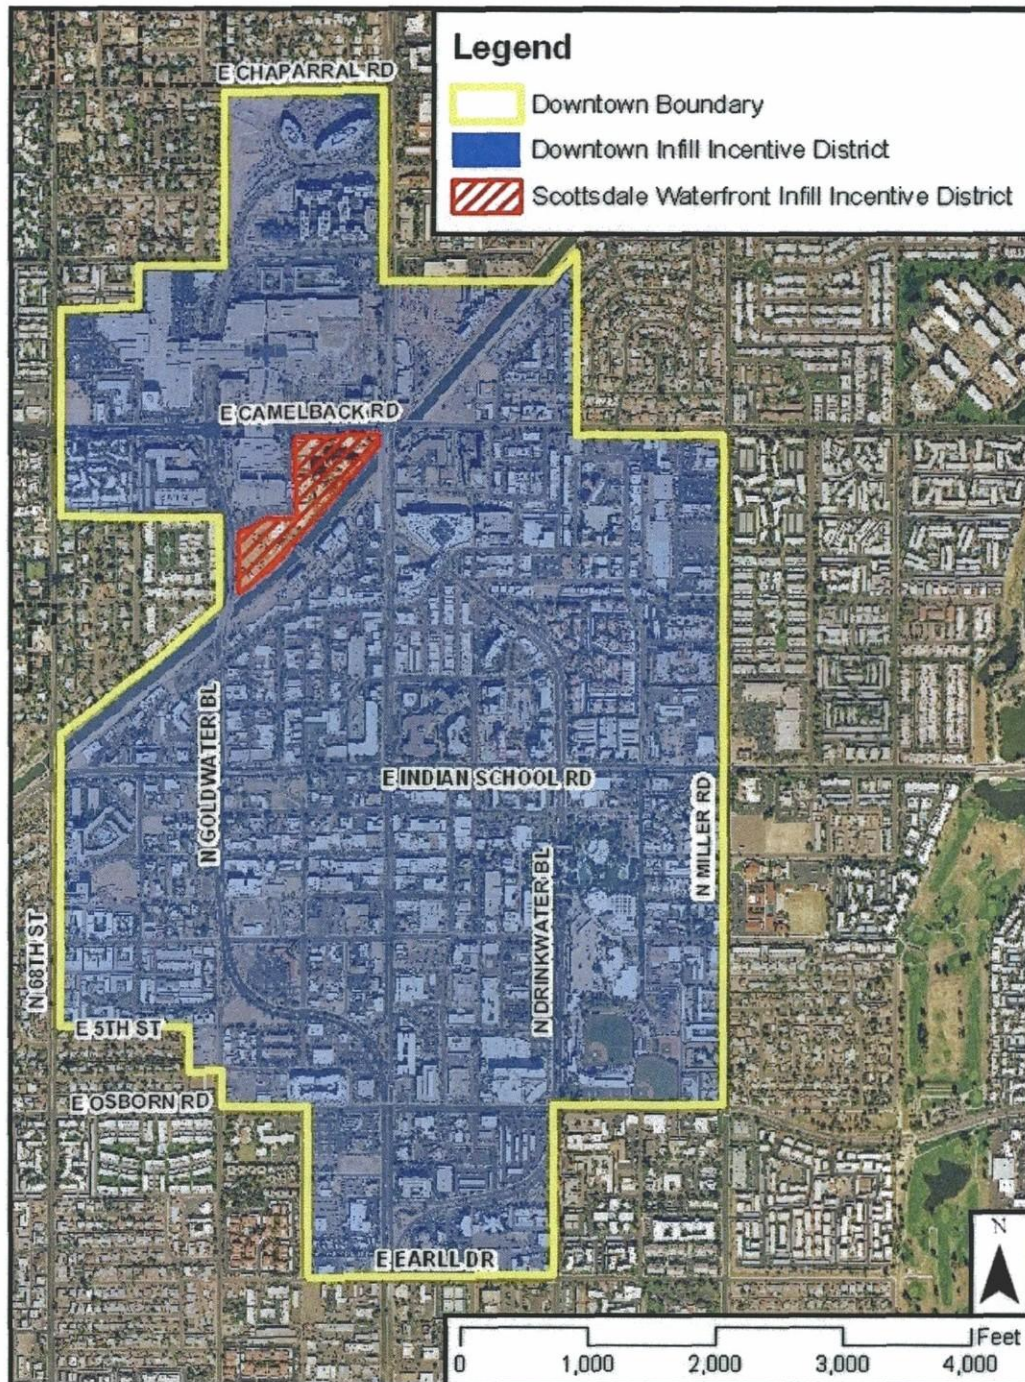 Legend
E CHAPARRAL RD
Downtown Boundary
Downtown Infill Incentive District
Scottsdale Waterfront Infill Incentive District
E CAMELBACK RD
N GOLDWATER BL
E INDIAN SCHOOL RD
N MILLER RD
N DRINKWATER BL
N 68TH ST
E 5TH ST
E OSBORN RD
E EARLL DR
N
Feet
0 1,000 2,000 3,000 4,000